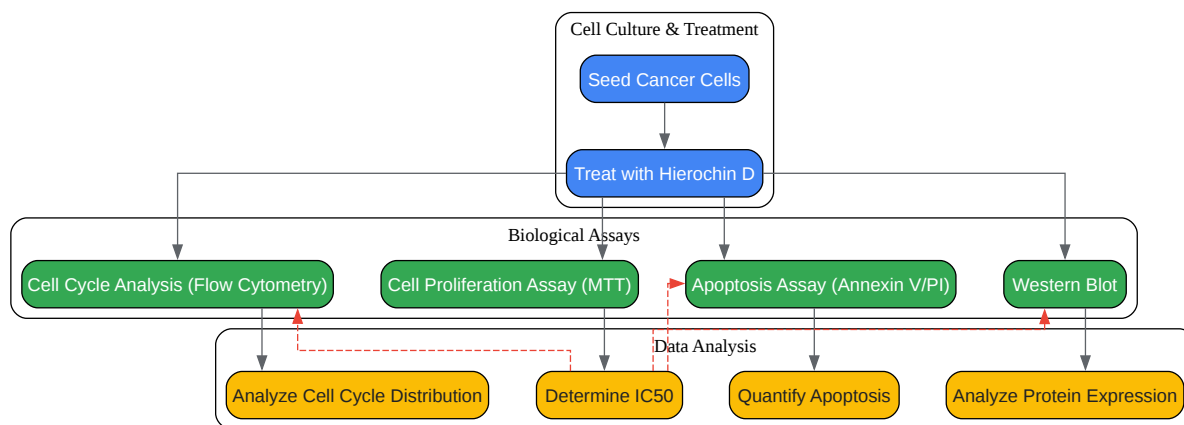 Cell Culture & Treatment
Seed Cancer Cells
Treat with Hierochin D
Biological Assays
Cell Cycle Analysis (Flow Cytometry)
Cell Proliferation Assay (MTT)
Apoptosis Assay (Annexin V/PI)
Western Blot
Data Analysis
Analyze Cell Cycle Distribution
Determine IC50
Quantify Apoptosis
Analyze Protein Expression